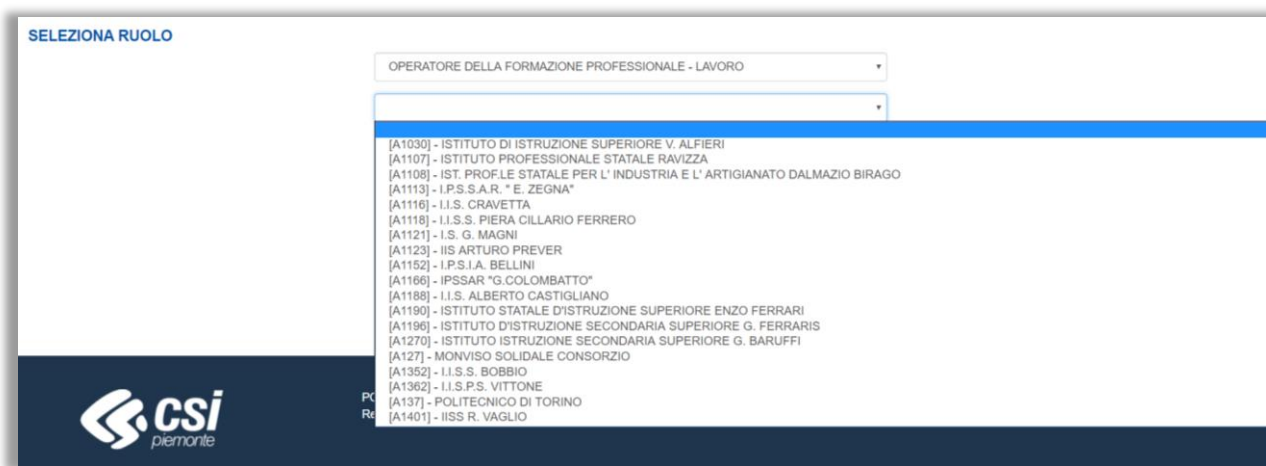 SELEZIONA RUOLO
OPERATORE DELLA FORMAZIONE PROFESSIONALE - LAVORO
[A1030] - ISTITUTO DI ISTRUZIONE SUPERIORE V. ALFIERI
[A1107] - ISTITUTO PROFESSIONALE STATALE RAVIZZA
[A1108] - IST. PROF.LE STATALE PER L' INDUSTRIA E L' ARTIGIANATO DALMAZIO BIRAGO
[A1113] - I.P.S.S.A.R. " E. ZEGNA"
[A1116] - I.I.S. CRAVETTA
[A1118] - I.I.S.S. PIERA CILLARIO FERRERO
[A1121] - I.S. G. MAGNI
[A1123] - IIS ARTURO PREVER
[A1152] - I.P.S.I.A. BELLINI
[A1166] - IPSSAR "G.COLOMBATTO"
[A1188] - I.I.S. ALBERTO CASTIGLIANO
[A1190] - ISTITUTO STATALE D'ISTRUZIONE SUPERIORE ENZO FERRARI
[A1196] - ISTITUTO D'ISTRUZIONE SECONDARIA SUPERIORE G. FERRARIS
[A1270] - ISTITUTO ISTRUZIONE SECONDARIA SUPERIORE G. BARUFFI
[A127] - MONVISO SOLIDALE CONSORZIO
[A1352] - I.I.S.S. BOBBIO
[A1362] - I.I.S.P.S. VITTONE
[A137] - POLITECNICO DI TORINO
[A1401] - IISS R. VAGLIO
csi
piemonte